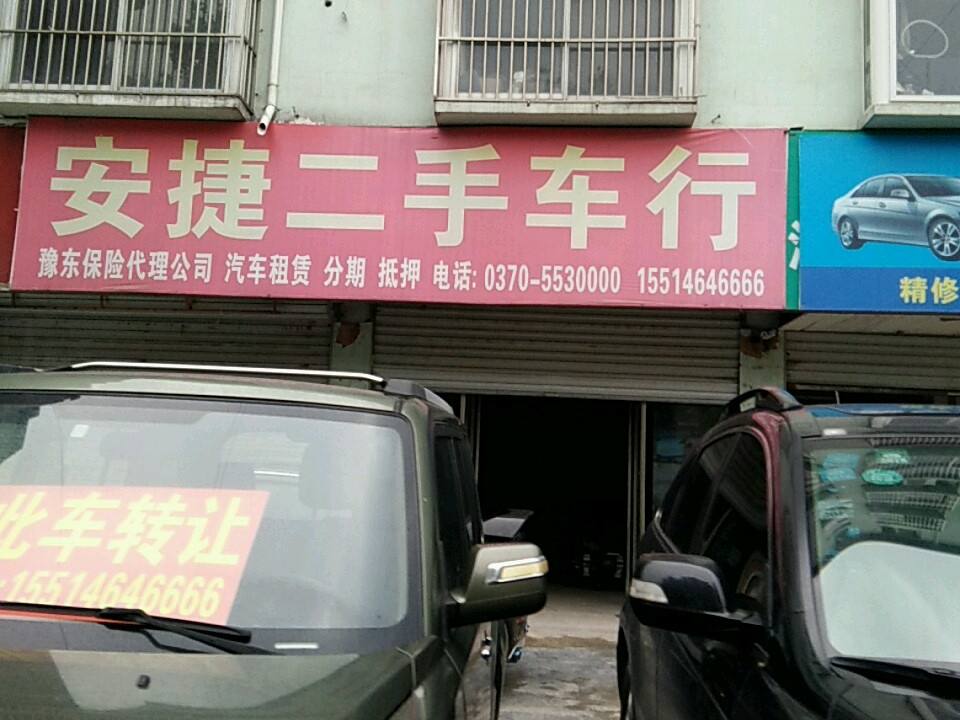 安捷二手车行
豫东保险代理公司 汽车租赁 分期 抵押 电话: 0370-5530000 15514646666
精修
此车转让
:15514646666